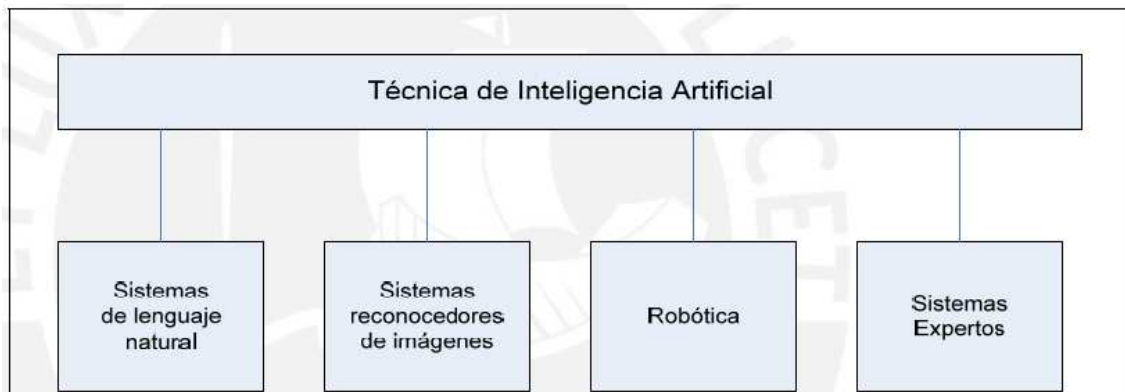 Técnica de Inteligencia Artificial
Sistemas
de lenguaje
natural
Sistemas
reconocedores
de imágenes
Robótica
Sistemas
Expertos